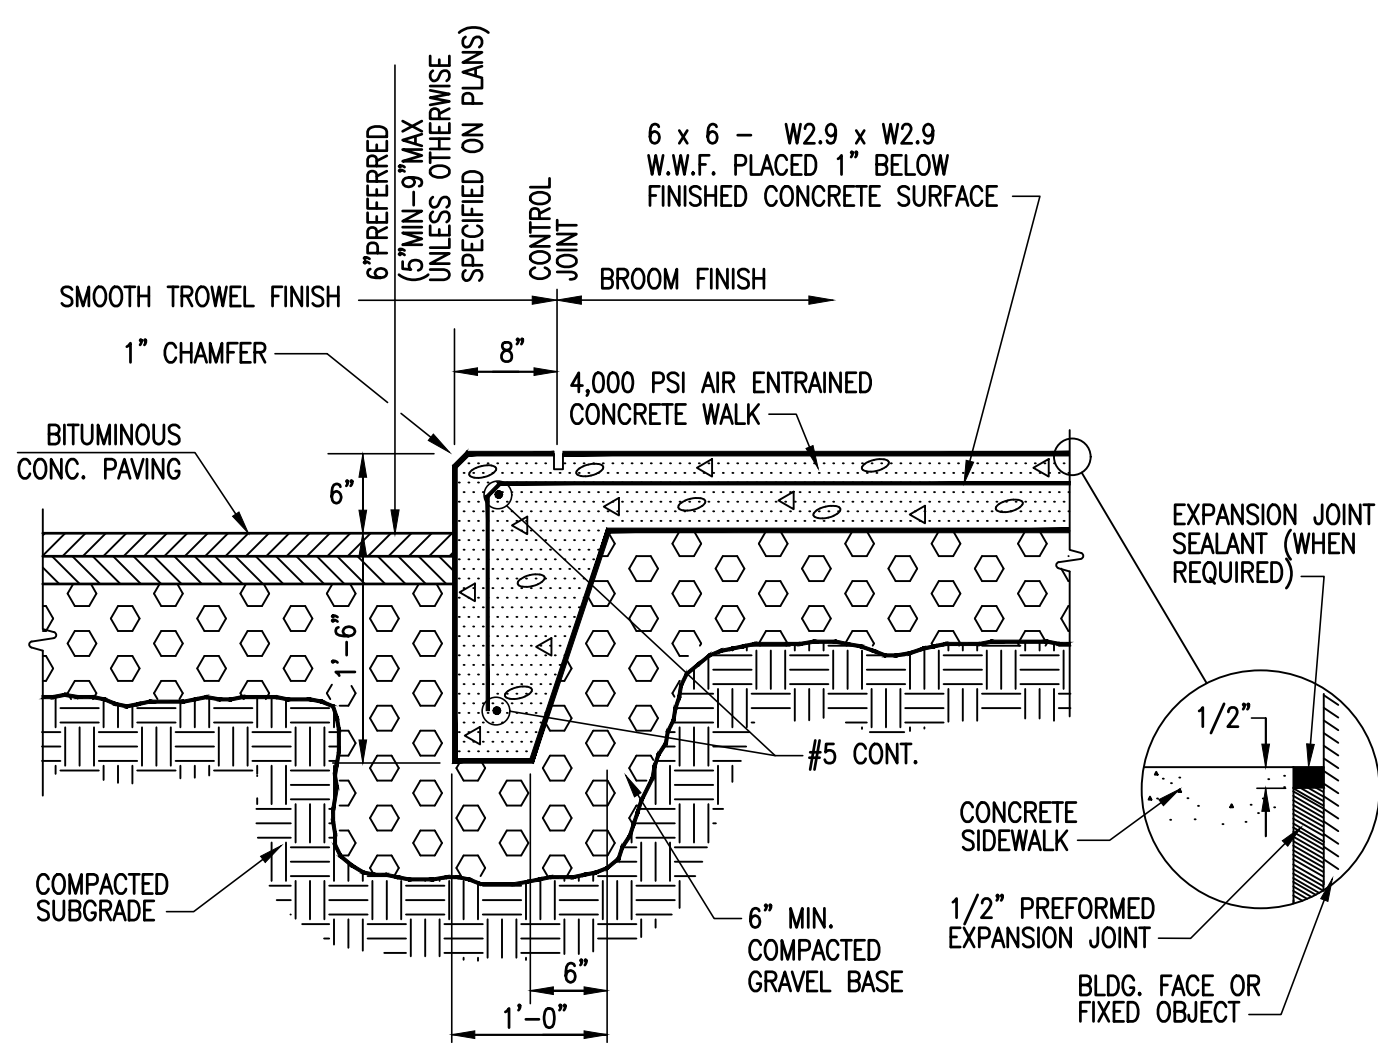 6"PREFERRED
(5"MIN-9"MAX
UNLESS OTHERWISE
SPECIFIED ON PLANS)
CONTROL
JOINT
6 x 6 - W2.9 x W2.9
W.W.F. PLACED 1" BELOW
FINISHED CONCRETE SURFACE
BROOM FINISH
SMOOTH TROWEL FINISH
1" CHAMFER
8"
4,000 PSI AIR ENTRAINED
CONCRETE WALK
BITUMINOUS
CONC. PAVING
6"
1'-6"
EXPANSION JOINT
SEALANT (WHEN
REQUIRED)
1/2"
#5 CONT.
CONCRETE
SIDEWALK
COMPACTED
SUBGRADE
6" MIN.
COMPACTED
GRAVEL BASE
1/2" PREFORMED
EXPANSION JOINT
6"
1'-0"
BLDG. FACE OR
FIXED OBJECT